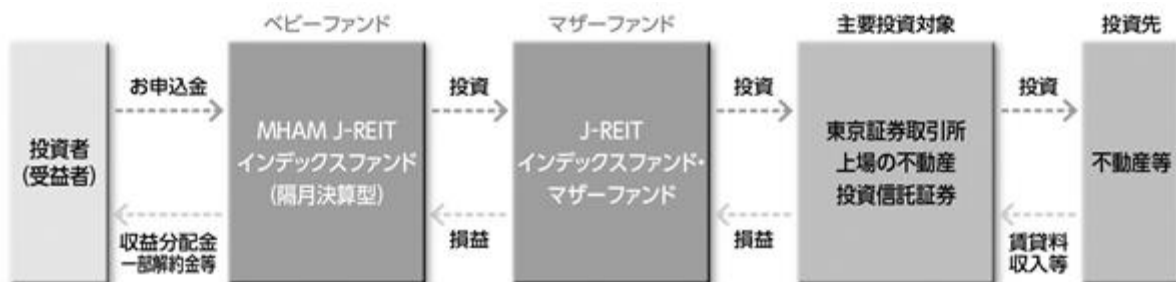 ベビーファンド
マザーファンド
主要投資対象
投資先
投資者
(受益者)
お申込金
収益分配金
一部解約金等
MHAM J-REIT
インデックスファンド
(隔月決算型)
投資
損益
J-REIT
インデックスファンド・
マザーファンド
投資
損益
東京証券取引所
上場の不動産
投資信託証券
投資
賃貸料
収入等
不動産等